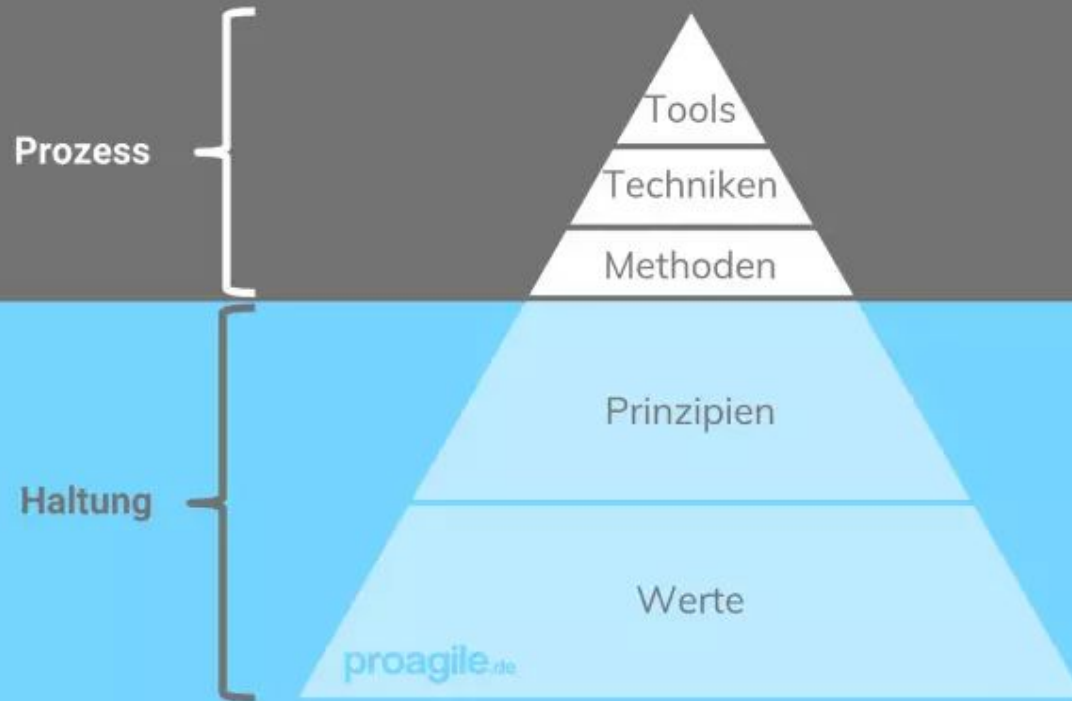 Tools
Prozess
Techniken
Methoden
Prinzipien
Haltung
Werte
proagile.de